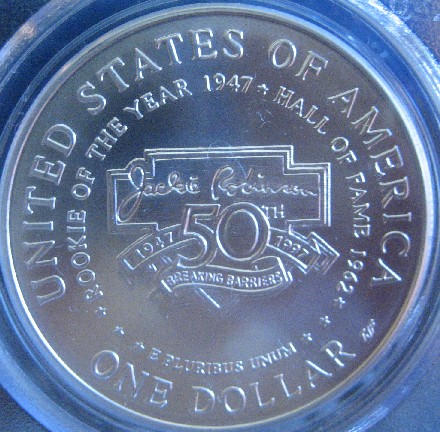 UNITED STATES OF AMERICA
ROOKIE OF THE YEAR 1947 * HALL OF FAME 1962
Jackie Robinson
50TH
1947 1997
BREAKING BARRIERS
E PLURIBUS UNUM
ONE DOLLAR